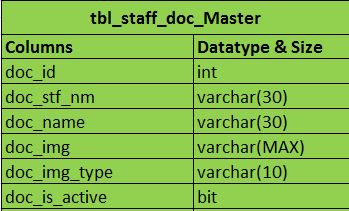 tbl_staff_doc_Master
Columns Datatype & Size
doc_id int
doc_stf_nm varchar(30)
doc_name varchar(30)
doc_img varchar(MAX)
doc_img_type varchar(10)
doc_is_active bit